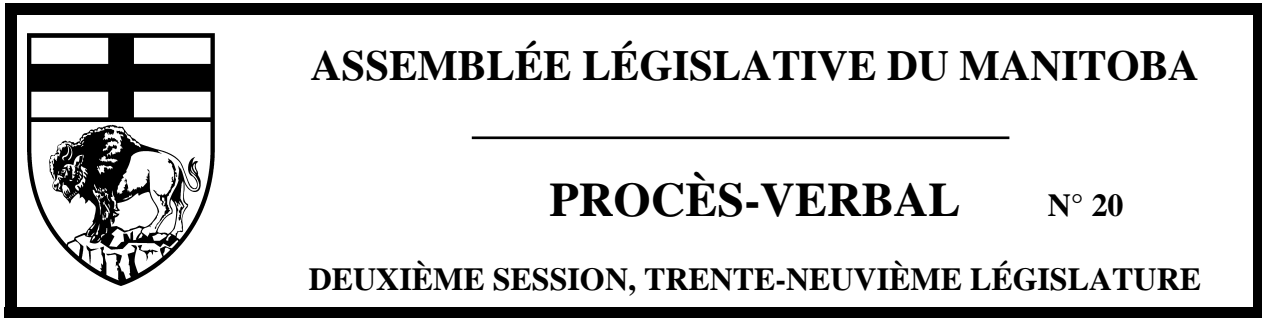 ASSEMBLÉE LÉGISLATIVE DU MANITOBA
PROCÈS-VERBAL N° 20
DEUXIÈME SESSION, TRENTE-NEUVIÈME LÉGISLATURE